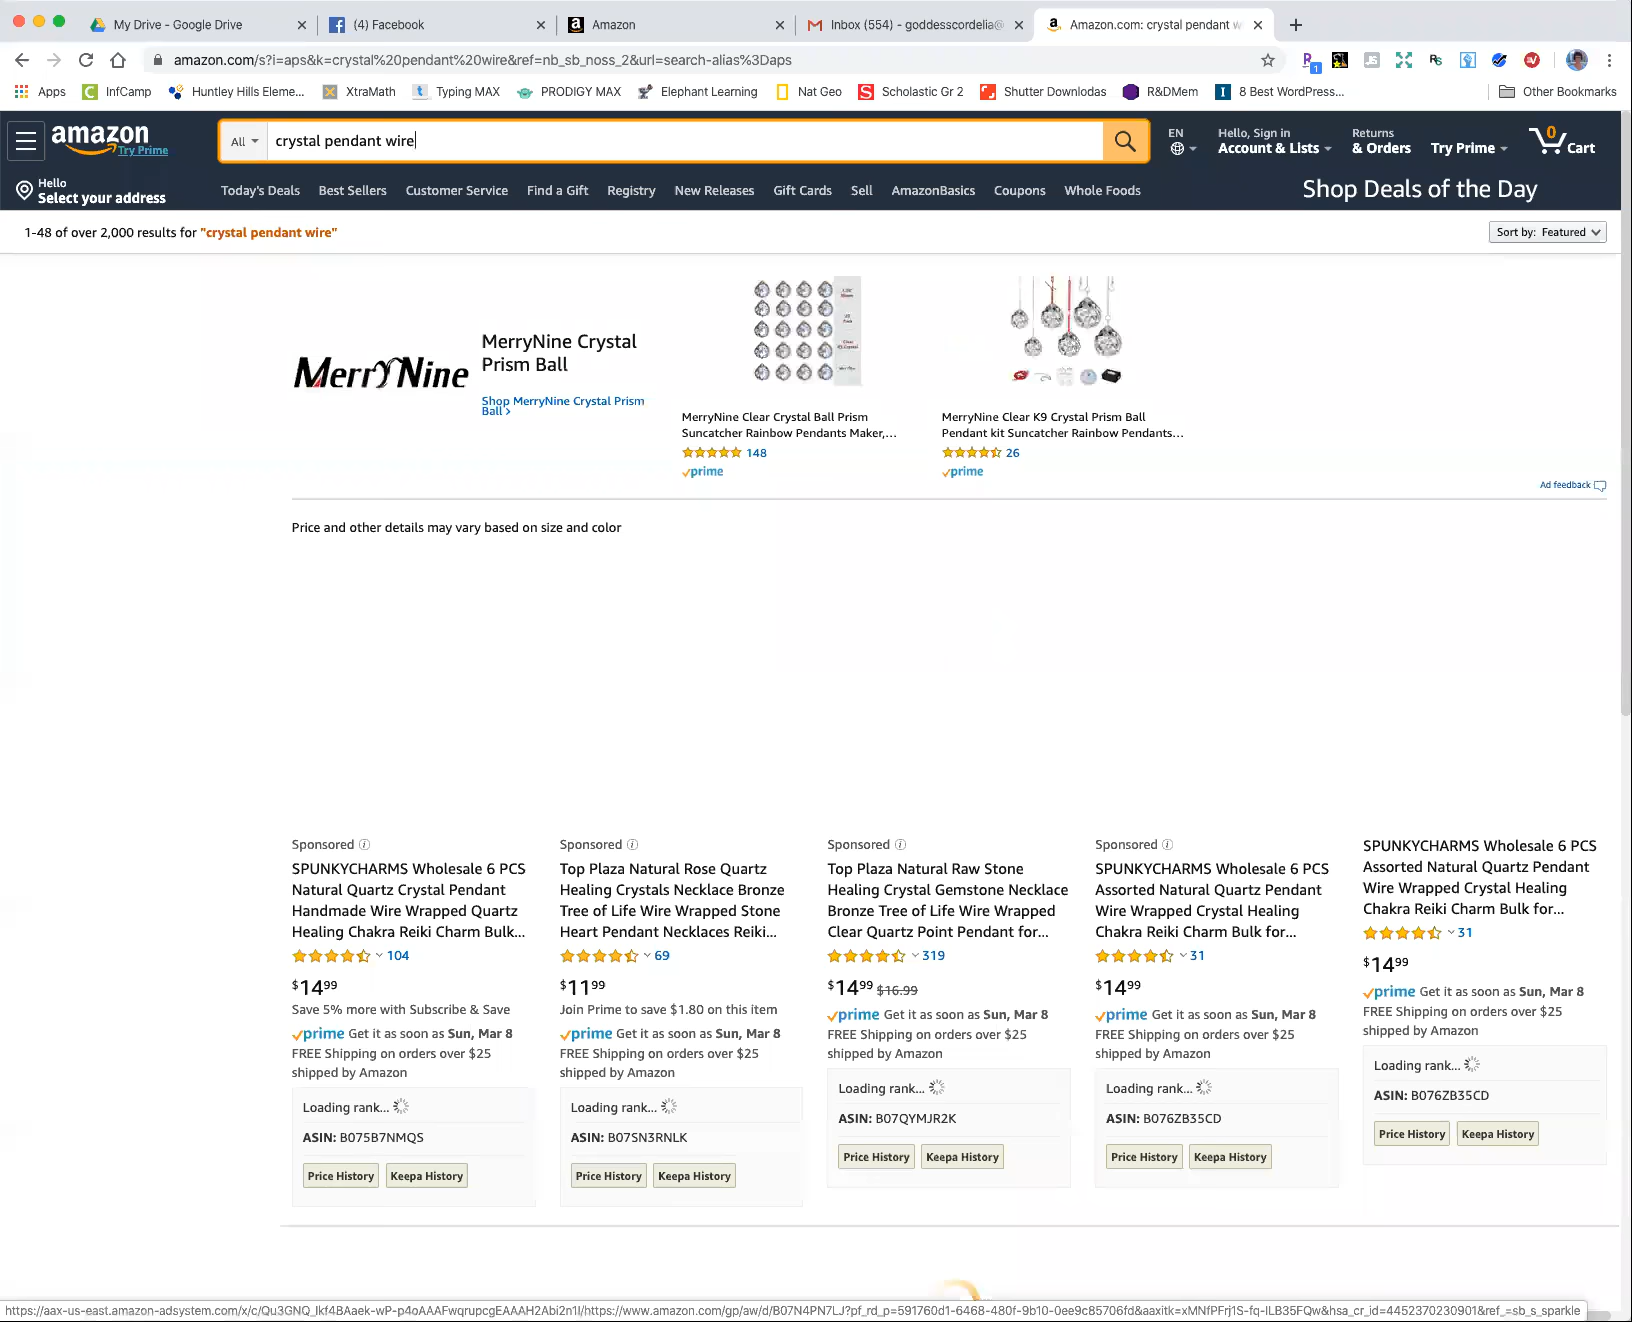 My Drive - Google Drive
(4) Facebook
Amazon
Inbox (554) - goddesscordelia@
Amazon.com: crystal pendant w
amazon.com/s?i=aps&k=crystal%20pendant%20wire&ref=nb_sb_noss_2&url=search-alias%3Daps
Apps
InfCamp
Huntley Hills Eleme...
XtraMath
Typing MAX
PRODIGY MAX
Elephant Learning
Nat Geo
Scholastic Gr 2
Shutter Downlodas
R&DMem
8 Best WordPress...
Other Bookmarks
amazon
Try Prime
All
crystal pendant wire
EN
Hello, Sign in
Account & Lists
Returns
& Orders
Try Prime
0
Cart
Hello
Select your address
Today's Deals
Best Sellers
Customer Service
Find a Gift
Registry
New Releases
Gift Cards
Sell
AmazonBasics
Coupons
Whole Foods
Shop Deals of the Day
1-48 of over 2,000 results for "crystal pendant wire"
Sort by: Featured
MerryNine
MerryNine Crystal
Prism Ball
Shop MerryNine Crystal Prism
Ball ›
MerryNine Clear Crystal Ball Prism
Suncatcher Rainbow Pendants Maker,...
148
prime
MerryNine Clear K9 Crystal Prism Ball
Pendant kit Suncatcher Rainbow Pendants...
26
prime
Ad feedback
Price and other details may vary based on size and color
Sponsored
SPUNKYCHARMS Wholesale 6 PCS
Natural Quartz Crystal Pendant
Handmade Wire Wrapped Quartz
Healing Chakra Reiki Charm Bulk...
104
$14 99
Save 5% more with Subscribe & Save
prime Get it as soon as Sun, Mar 8
FREE Shipping on orders over $25
shipped by Amazon
Loading rank...
ASIN: B075B7NMQS
Price History
Keepa History
Sponsored
Top Plaza Natural Rose Quartz
Healing Crystals Necklace Bronze
Tree of Life Wire Wrapped Stone
Heart Pendant Necklaces Reiki...
69
$11 99
Join Prime to save $1.80 on this item
prime Get it as soon as Sun, Mar 8
FREE Shipping on orders over $25
shipped by Amazon
Loading rank...
ASIN: B07SN3RNLK
Price History
Keepa History
Sponsored
Top Plaza Natural Raw Stone
Healing Crystal Gemstone Necklace
Bronze Tree of Life Wire Wrapped
Clear Quartz Point Pendant for...
319
$14 99 $16.99
prime Get it as soon as Sun, Mar 8
FREE Shipping on orders over $25
shipped by Amazon
Loading rank...
ASIN: B07QYMJR2K
Price History
Keepa History
Sponsored
SPUNKYCHARMS Wholesale 6 PCS
Assorted Natural Quartz Pendant
Wire Wrapped Crystal Healing
Chakra Reiki Charm Bulk for...
31
$14 99
prime Get it as soon as Sun, Mar 8
FREE Shipping on orders over $25
shipped by Amazon
Loading rank...
ASIN: B076ZB35CD
Price History
Keepa History
SPUNKYCHARMS Wholesale 6 PCS
Assorted Natural Quartz Pendant
Wire Wrapped Crystal Healing
Chakra Reiki Charm Bulk for...
31
$14 99
prime Get it as soon as Sun, Mar 8
FREE Shipping on orders over $25
shipped by Amazon
Loading rank...
ASIN: B076ZB35CD
Price History
Keepa History